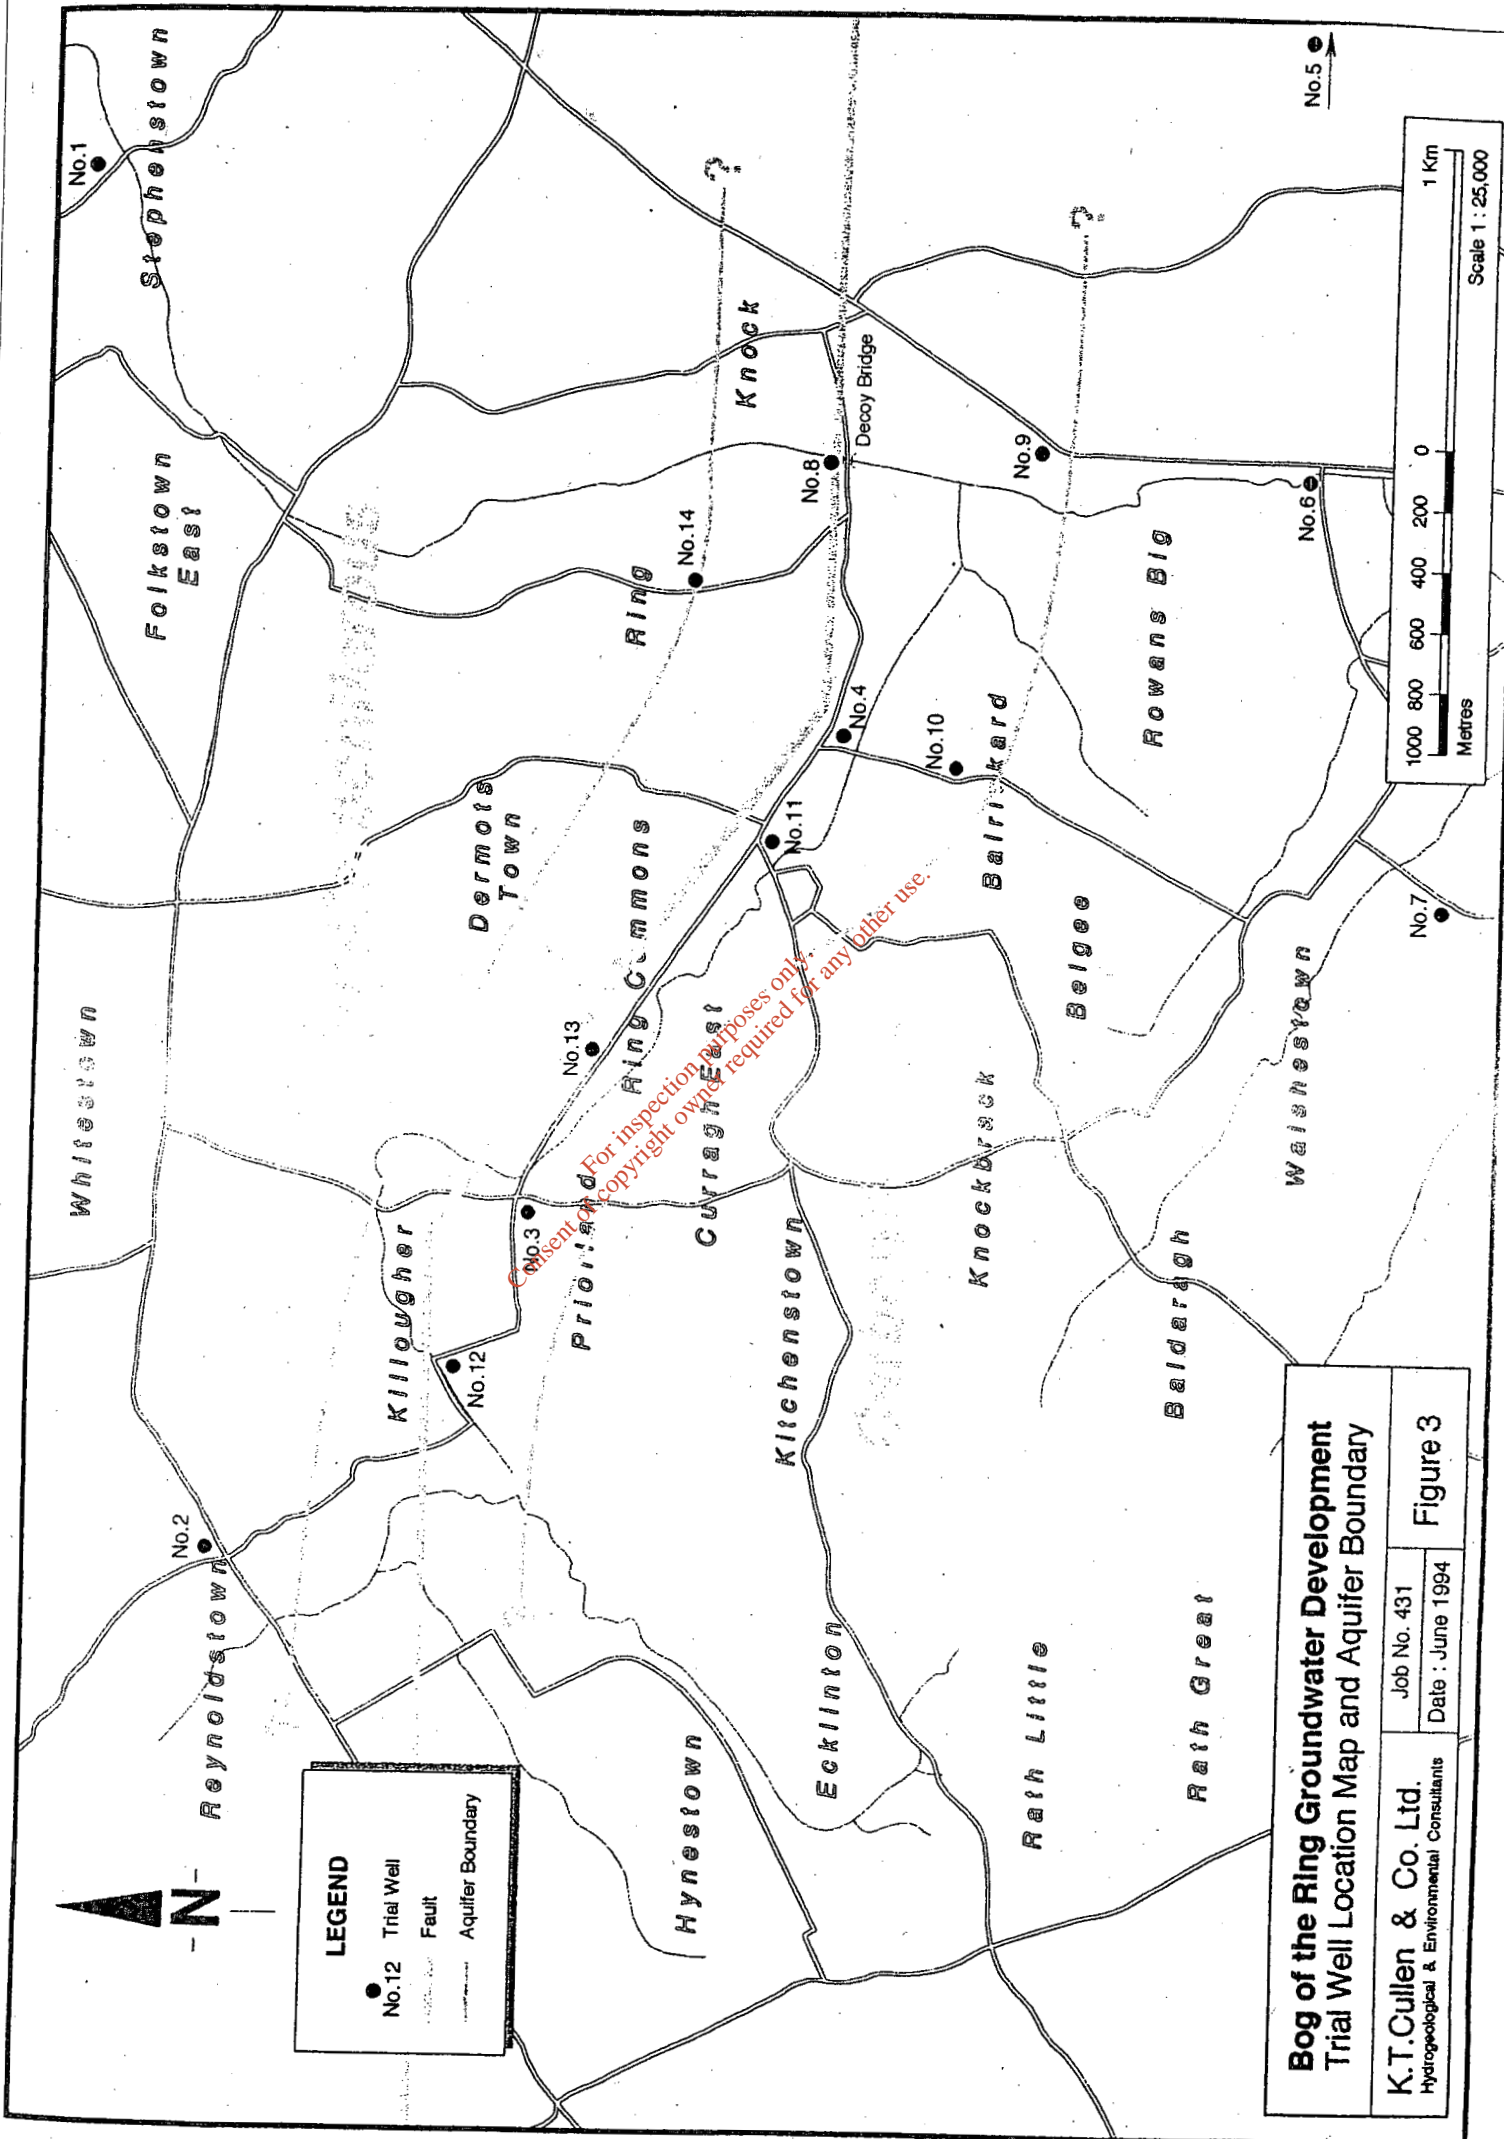 Stephenstown
No.1
Folkstown
East
Whitestown
Reynoldstown
No.2
No.5
Knock
Ring
No.14
Dermots
Town
Decoy Bridge
No.8
No.9
No.4
No.10
No.11
Ring Commons
No.13
Killougher
No.3
No.12
Curragh East
Kitchenstown
Knockbrack
Belgee
Rowans Big
No.6
No.7
Walshestown
Baldaragh
Hynestown
Ecklinton
Rath Little
Rath Great
?
?
For inspection purposes only.
Consent of copyright owner required for any other use.
N
LEGEND
No.12 Trial Well
Fault
Aquifer Boundary
1000 800 600 400 200 0 1 Km
Metres
Scale 1 : 25,000
Bog of the Ring Groundwater Development
Trial Well Location Map and Aquifer Boundary
K.T.Cullen & Co. Ltd.
Hydrogeological & Environmental Consultants
Job No. 431
Date : June 1994
Figure 3